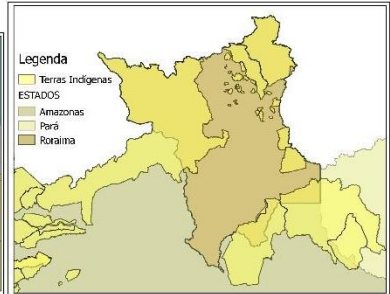 Legenda
Terras Indígenas
ESTADOS
Amazonas
Pará
Roraima